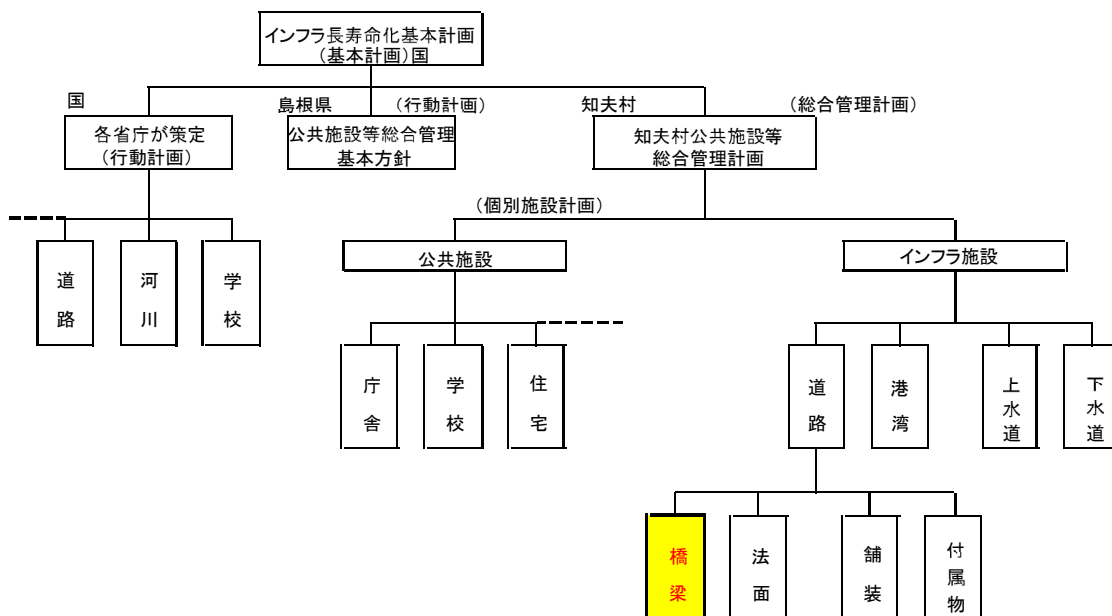 インフラ長寿命化基本計画
(基本計画)国
国
島根県
(行動計画)
知夫村
(総合管理計画)
各省庁が策定
(行動計画)
公共施設等総合管理
基本方針
知夫村公共施設等
総合管理計画
(個別施設計画)
公共施設
インフラ施設
道路
河川
学校
庁舎
学校
住宅
道路
港湾
上水道
下水道
橋梁
法面
舗装
付属物